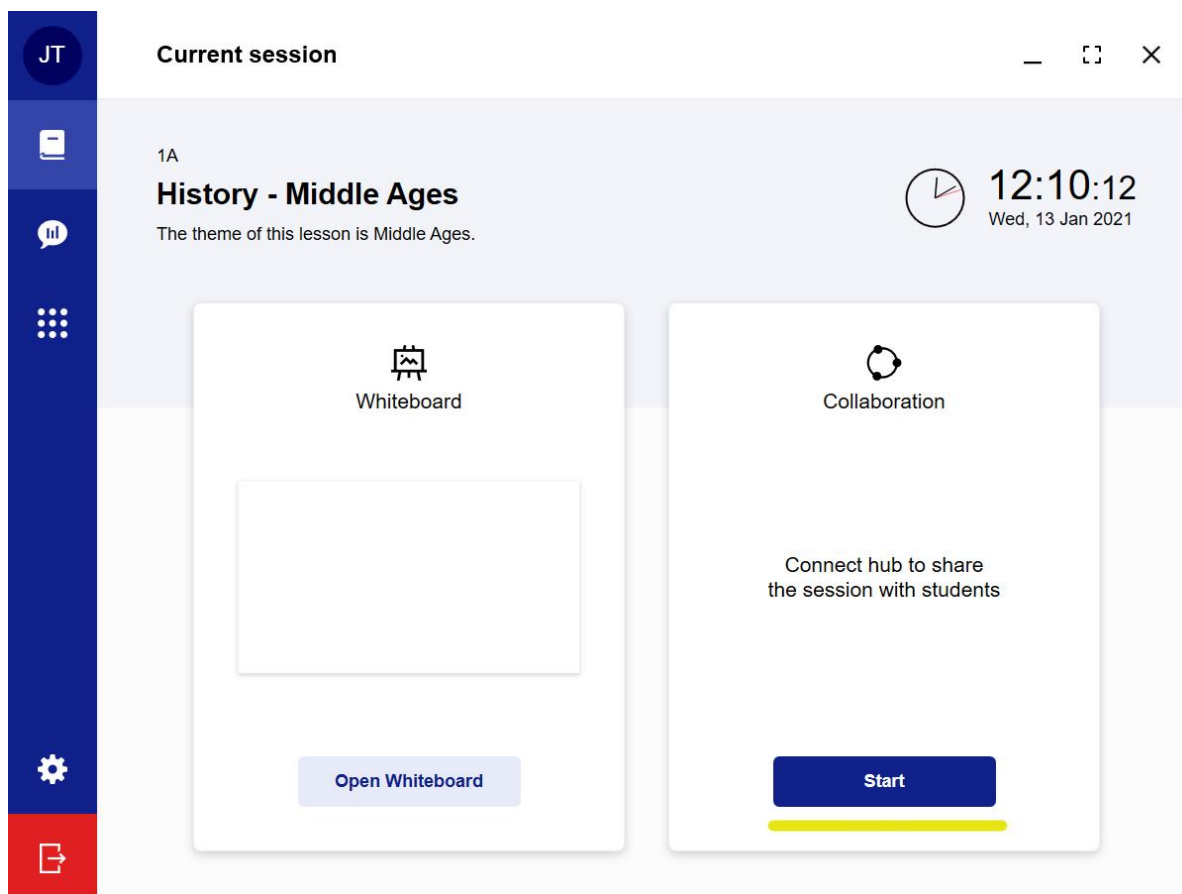 JT
Current session
1A
History - Middle Ages
The theme of this lesson is Middle Ages.
12:10:12
Wed, 13 Jan 2021
Whiteboard
Open Whiteboard
Collaboration
Connect hub to share
the session with students
Start